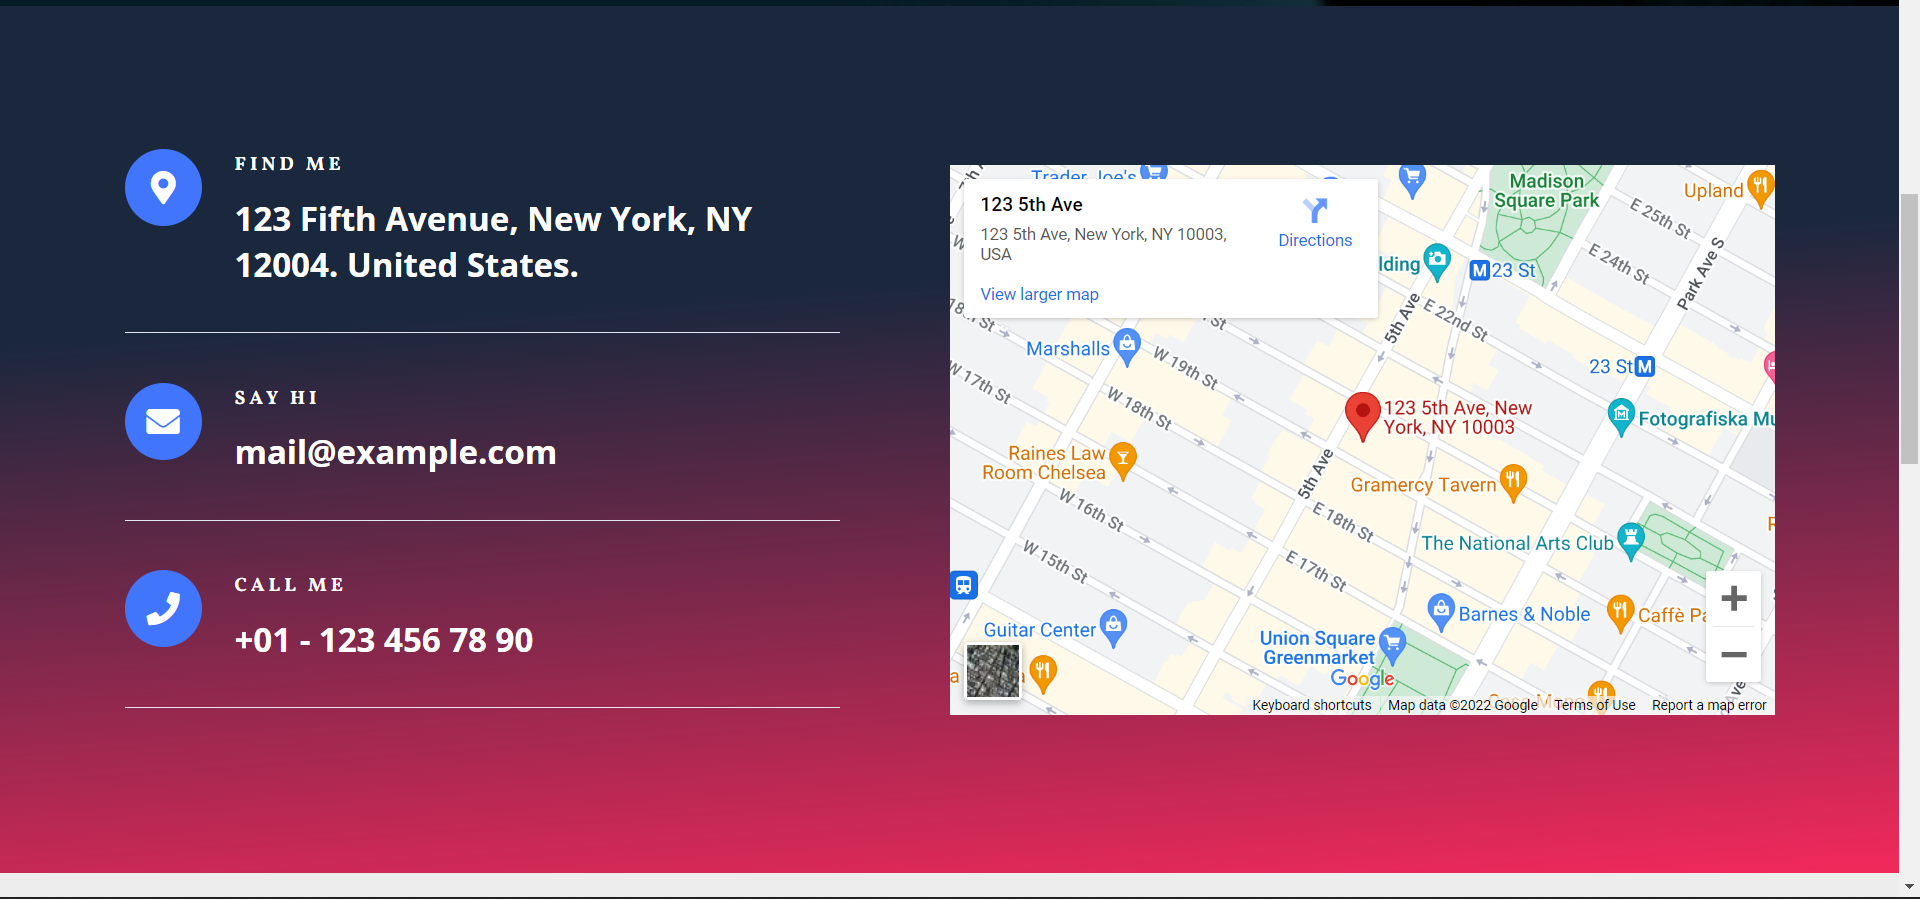 FIND ME
123 Fifth Avenue, New York, NY
12004. United States.
SAY HI
mail@example.com
CALL ME
+01 - 123 456 78 90
Trader Joe's
123 5th Ave
123 5th Ave, New York, NY 10003,
USA
Directions
View larger map
Madison
Square Park
Upland
E 25th St
E 24th St
Park Ave S
lding
23 St
5th Ave
E 22nd St
18th St
Marshalls
W 19th St
23 St
W 17th St
W 18th St
123 5th Ave, New
York, NY 10003
Fotografiska Mu
Raines Law
Room Chelsea
5th Ave
Gramercy Tavern
W 16th St
E 18th St
The National Arts Club
W 15th St
E 17th St
Barnes & Noble
Caffè Pa
Guitar Center
Union Square
Greenmarket
Google
Keyboard shortcuts
Map data ©2022 Google
Terms of Use
Report a map error